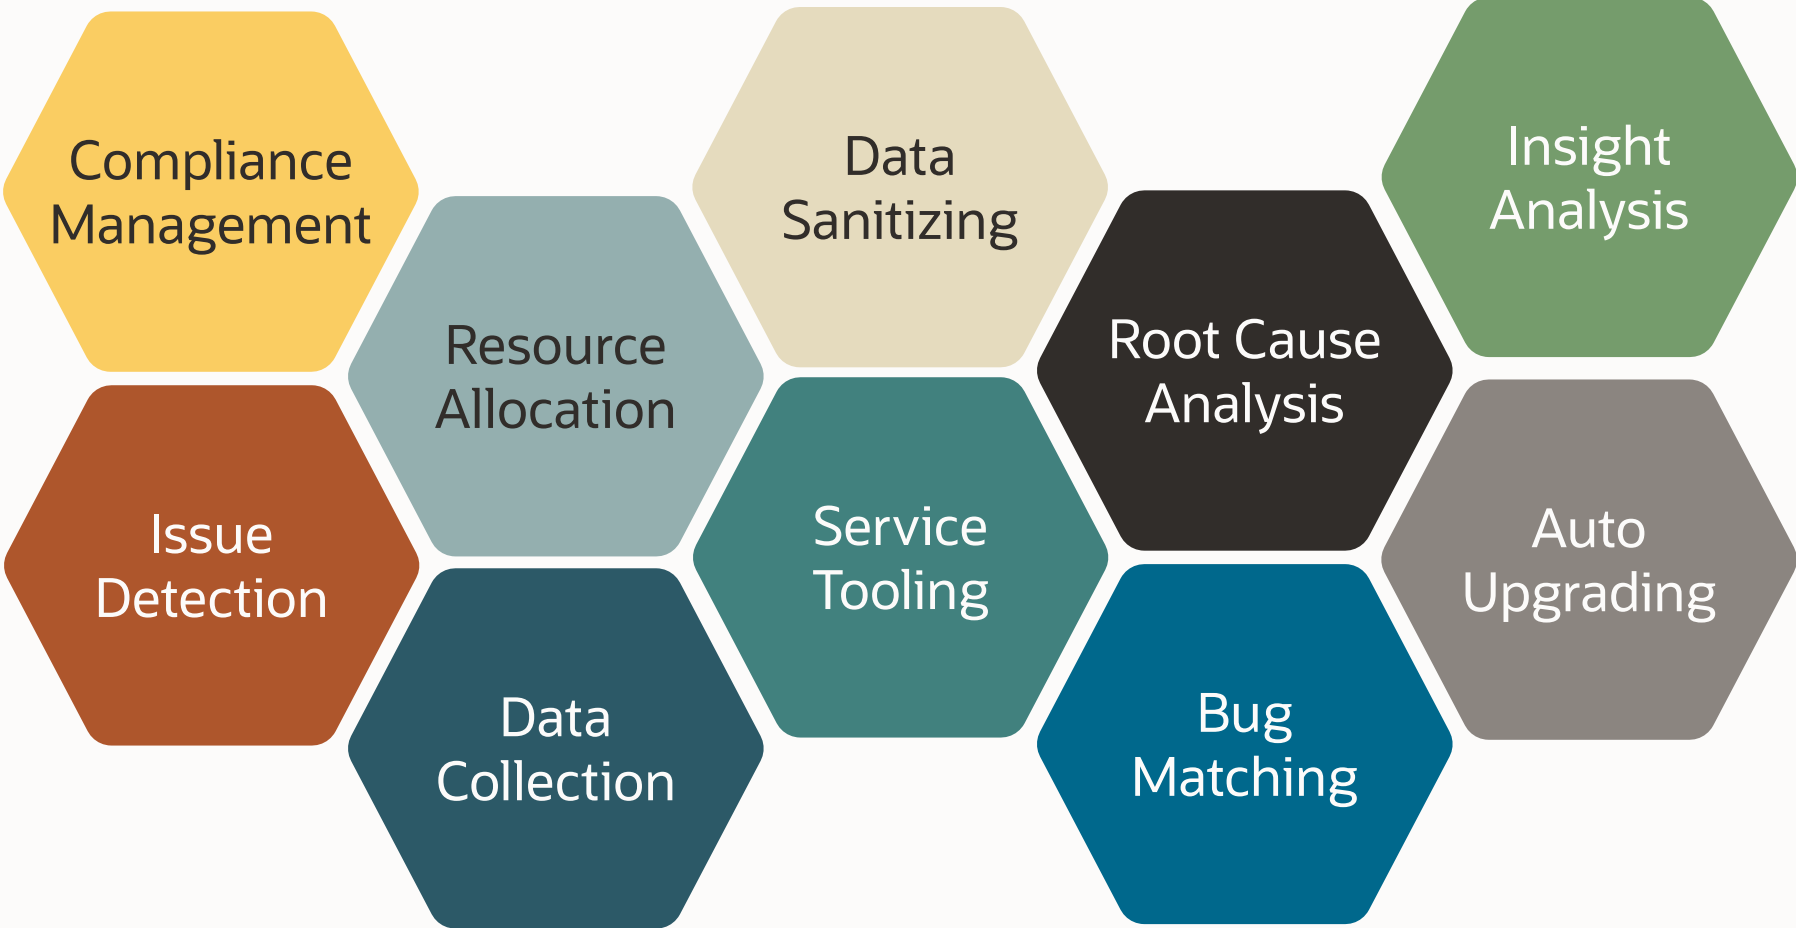 Compliance
Management
Data
Sanitizing
Insight
Analysis
Resource
Allocation
Root Cause
Analysis
Issue
Detection
Service
Tooling
Auto
Upgrading
Data
Collection
Bug
Matching